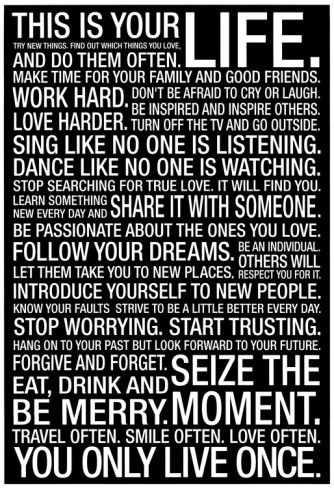 THIS IS YOUR LIFE.
TRY NEW THINGS. FIND OUT WHICH THINGS YOU LOVE,
AND DO THEM OFTEN.
MAKE TIME FOR YOUR FAMILY AND GOOD FRIENDS.
WORK HARD. DON'T BE AFRAID TO CRY OR LAUGH.
BE INSPIRED AND INSPIRE OTHERS.
LOVE HARDER. TURN OFF THE TV AND GO OUTSIDE.
SING LIKE NO ONE IS LISTENING.
DANCE LIKE NO ONE IS WATCHING.
STOP SEARCHING FOR TRUE LOVE. IT WILL FIND YOU.
LEARN SOMETHING
NEW EVERY DAY AND SHARE IT WITH SOMEONE.
BE PASSIONATE ABOUT THE ONES YOU LOVE.
FOLLOW YOUR DREAMS. BE AN INDIVIDUAL.
OTHERS WILL
LET THEM TAKE YOU TO NEW PLACES. RESPECT YOU FOR IT.
INTRODUCE YOURSELF TO NEW PEOPLE.
KNOW YOUR FAULTS STRIVE TO BE A LITTLE BETTER EVERY DAY.
STOP WORRYING. START TRUSTING.
HANG ON TO YOUR PAST BUT LOOK FORWARD TO YOUR FUTURE.
FORGIVE AND FORGET. SEIZE THE
EAT, DRINK AND
BE MERRY. MOMENT.
TRAVEL OFTEN. SMILE OFTEN. LOVE OFTEN.
YOU ONLY LIVE ONCE.